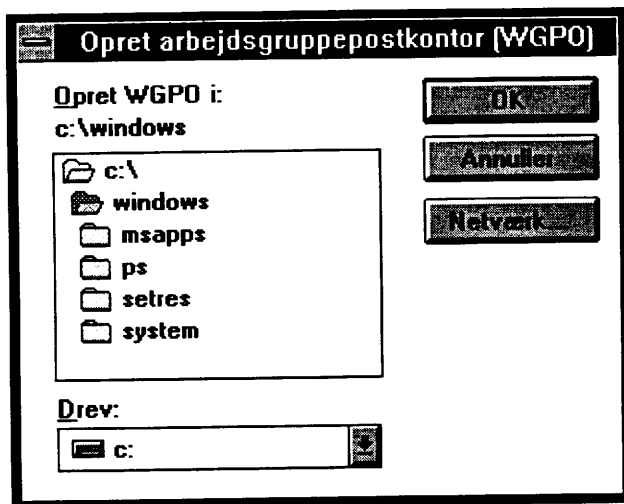 Opret arbejdsgruppepostkontor (WGPO)
Opret WGPO i:
c:\windows
c:\
windows
msapps
ps
setres
system
Drev:
c:
OK
Annuller
Netværk...